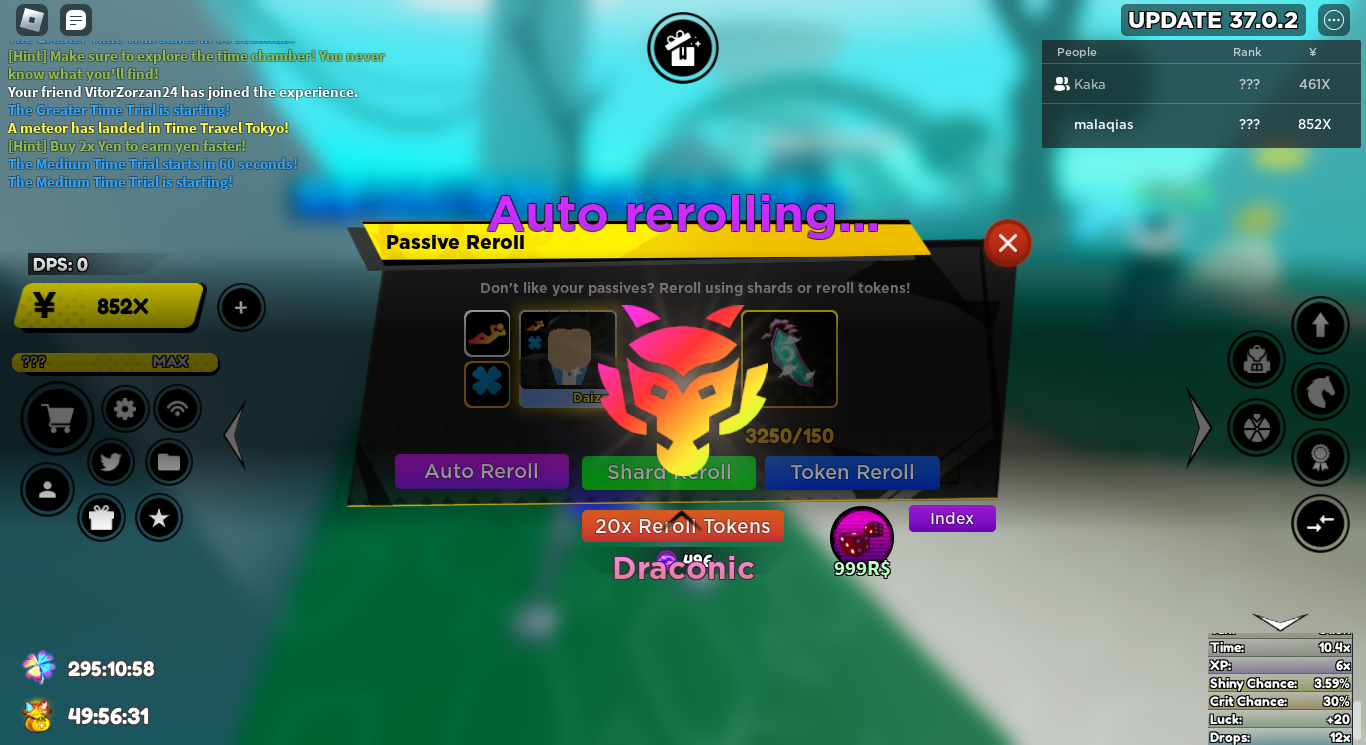 UPDATE 37.0.2
[Hint] Make sure to explore the time chamber! You never
know what you'll find!
Your friend VitorZorzan24 has joined the experience.
The Greater Time Trial is starting!
A meteor has landed in Time Travel Tokyo!
[Hint] Buy 2x Yen to earn yen faster!
The Medium Time Trial starts in 60 seconds!
The Medium Time Trial is starting!
People Rank ¥
Kaka ??? 461X
malaqias ??? 852X
Auto rerolling...
Passive Reroll
Don't like your passives? Reroll using shards or reroll tokens!
DPS: 0
¥ 852X +
??? MAX
3250/150
Auto Reroll
Token Reroll
20x Reroll Tokens
Index
Draconic
999R$
295:10:58
49:56:31
Time: 10.4x
XP: 6x
Shiny Chance: 3.59%
Crit Chance: 30%
Luck: +20
Drops: 12x